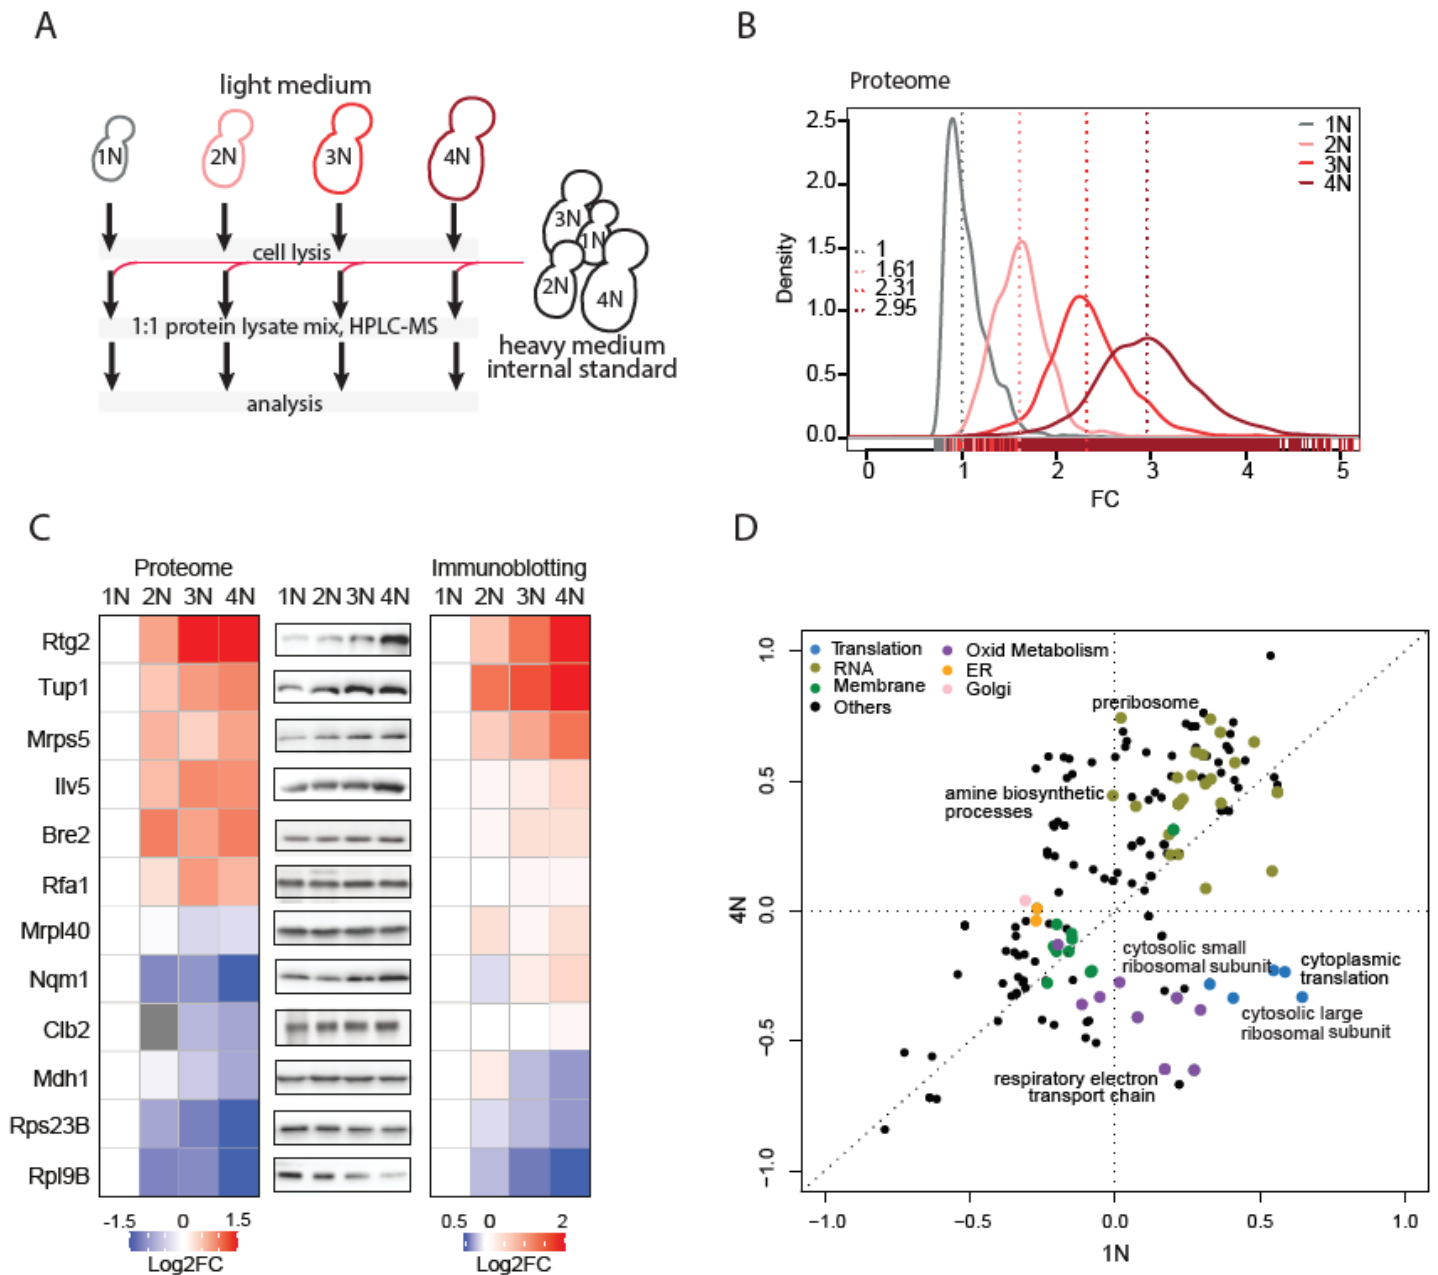 A
light medium
1N
2N
3N
4N
cell lysis
1:1 protein lysate mix, HPLC-MS
analysis
3N
1N
2N
4N
heavy medium
internal standard
B
Proteome
Density
2.5
2.0
1.5
1.0
0.5
0.0
1N
2N
3N
4N
1
1.61
2.31
2.95
0 1 2 3 4 5
FC
C
Proteome
1N 2N 3N 4N
1N 2N 3N 4N
Immunoblotting
1N 2N 3N 4N
Rtg2
Tup1
Mrps5
Ilv5
Bre2
Rfa1
Mrpl40
Nqm1
Clb2
Mdh1
Rps23B
Rpl9B
-1.5 0 1.5
Log2FC
0.5 0 2
Log2FC
D
4N
1.0
0.5
0.0
−0.5
−1.0
Translation
RNA
Membrane
Others
Oxid Metabolism
ER
Golgi
preribosome
amine biosynthetic
processes
cytosolic small
ribosomal subunit
cytoplasmic
translation
cytosolic large
ribosomal subunit
respiratory electron
transport chain
−1.0 −0.5 0.0 0.5 1.0
1N